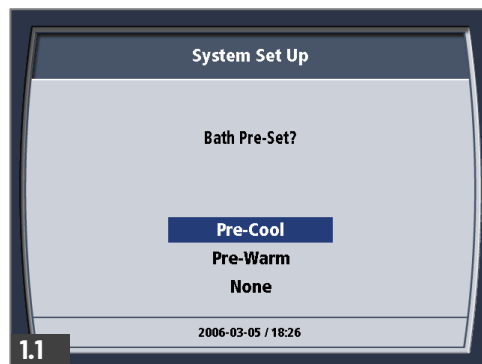 System Set Up
Bath Pre-Set?
Pre-Cool
Pre-Warm
None
2006-03-05 / 18:26
1.1